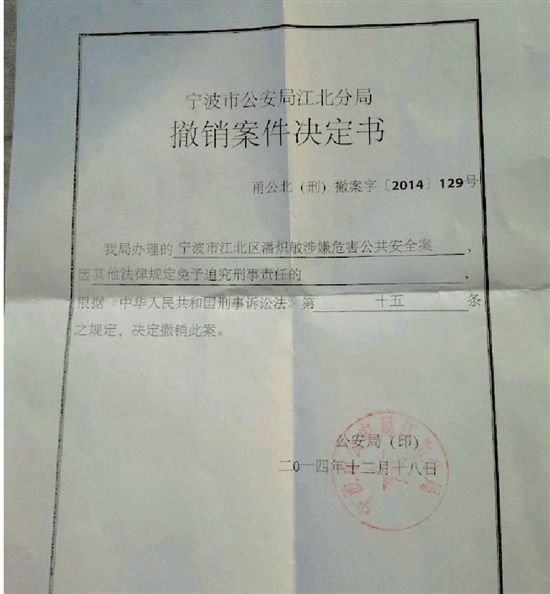 宁波市公安局江北分局
撤销案件决定书
甬公北（刑）撤案字〔2014〕129号
我局办理的 宁波市江北区潘炽敏涉嫌危害公共安全案，
因其他法律规定免予追究刑事责任的
根据《中华人民共和国刑事诉讼法》第 十五 条
之规定，决定撤销此案。
公安局（印）
二〇一四年十二月十八日